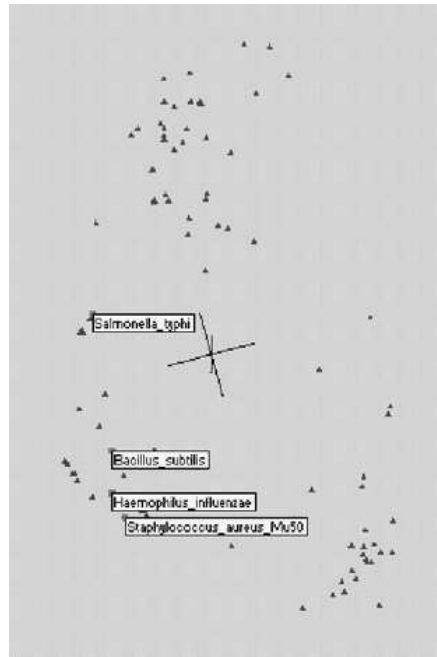 Salmonella_typhi
Bacillus_subtilis
Haemophilus_influenzae
Staphylococcus_aureus_Mu50